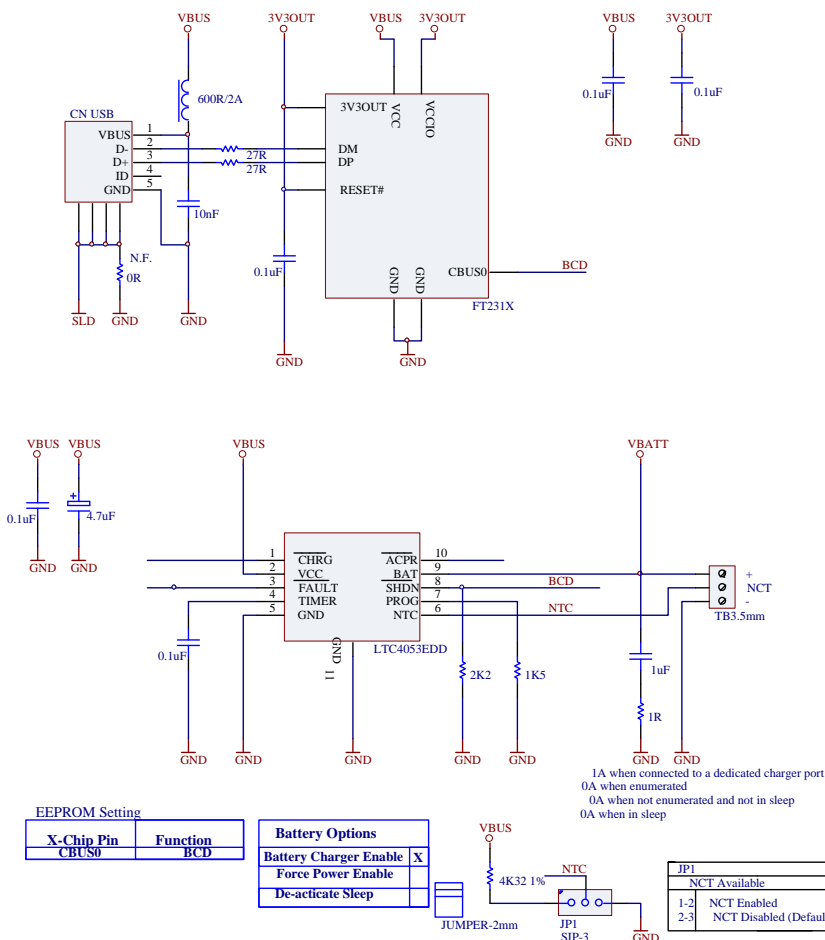 VBUS
3V3OUT
VBUS
3V3OUT
VBUS
3V3OUT
600R/2A
0.1uF
0.1uF
GND
GND
CN USB
VBUS 1
D- 2
D+ 3
ID 4
GND 5
27R
27R
10nF
N.F.
0R
0.1uF
3V3OUT
VCC
VCCIO
DM
DP
RESET#
GND
GND
CBUS0
BCD
FT231X
SLD
GND
GND
GND
GND
VBUS
VBUS
VBUS
VBATT
0.1uF
+
4.7uF
GND
GND
1 CHRG
2 VCC
3 FAULT
4 TIMER
5 GND
ACPR 10
BAT 9
SHDN 8
PROG 7
NTC 6
GND 11
LTC4053EDD
BCD
NTC
+
NCT
-
TB3.5mm
0.1uF
2K2
1K5
1uF
1R
GND
GND
GND
GND
GND
GND
GND
1A when connected to a dedicated charger port
0A when enumerated
0A when not enumerated and not in sleep
0A when in sleep
EEPROM Setting
X-Chip Pin Function
CBUS0 BCD
Battery Options
Battery Charger Enable X
Force Power Enable
De-acticate Sleep
JUMPER-2mm
VBUS
4K32 1%
NTC
JP1
SIP-3
GND
JP1
NCT Available
1-2 NCT Enabled
2-3 NCT Disabled (Defaul